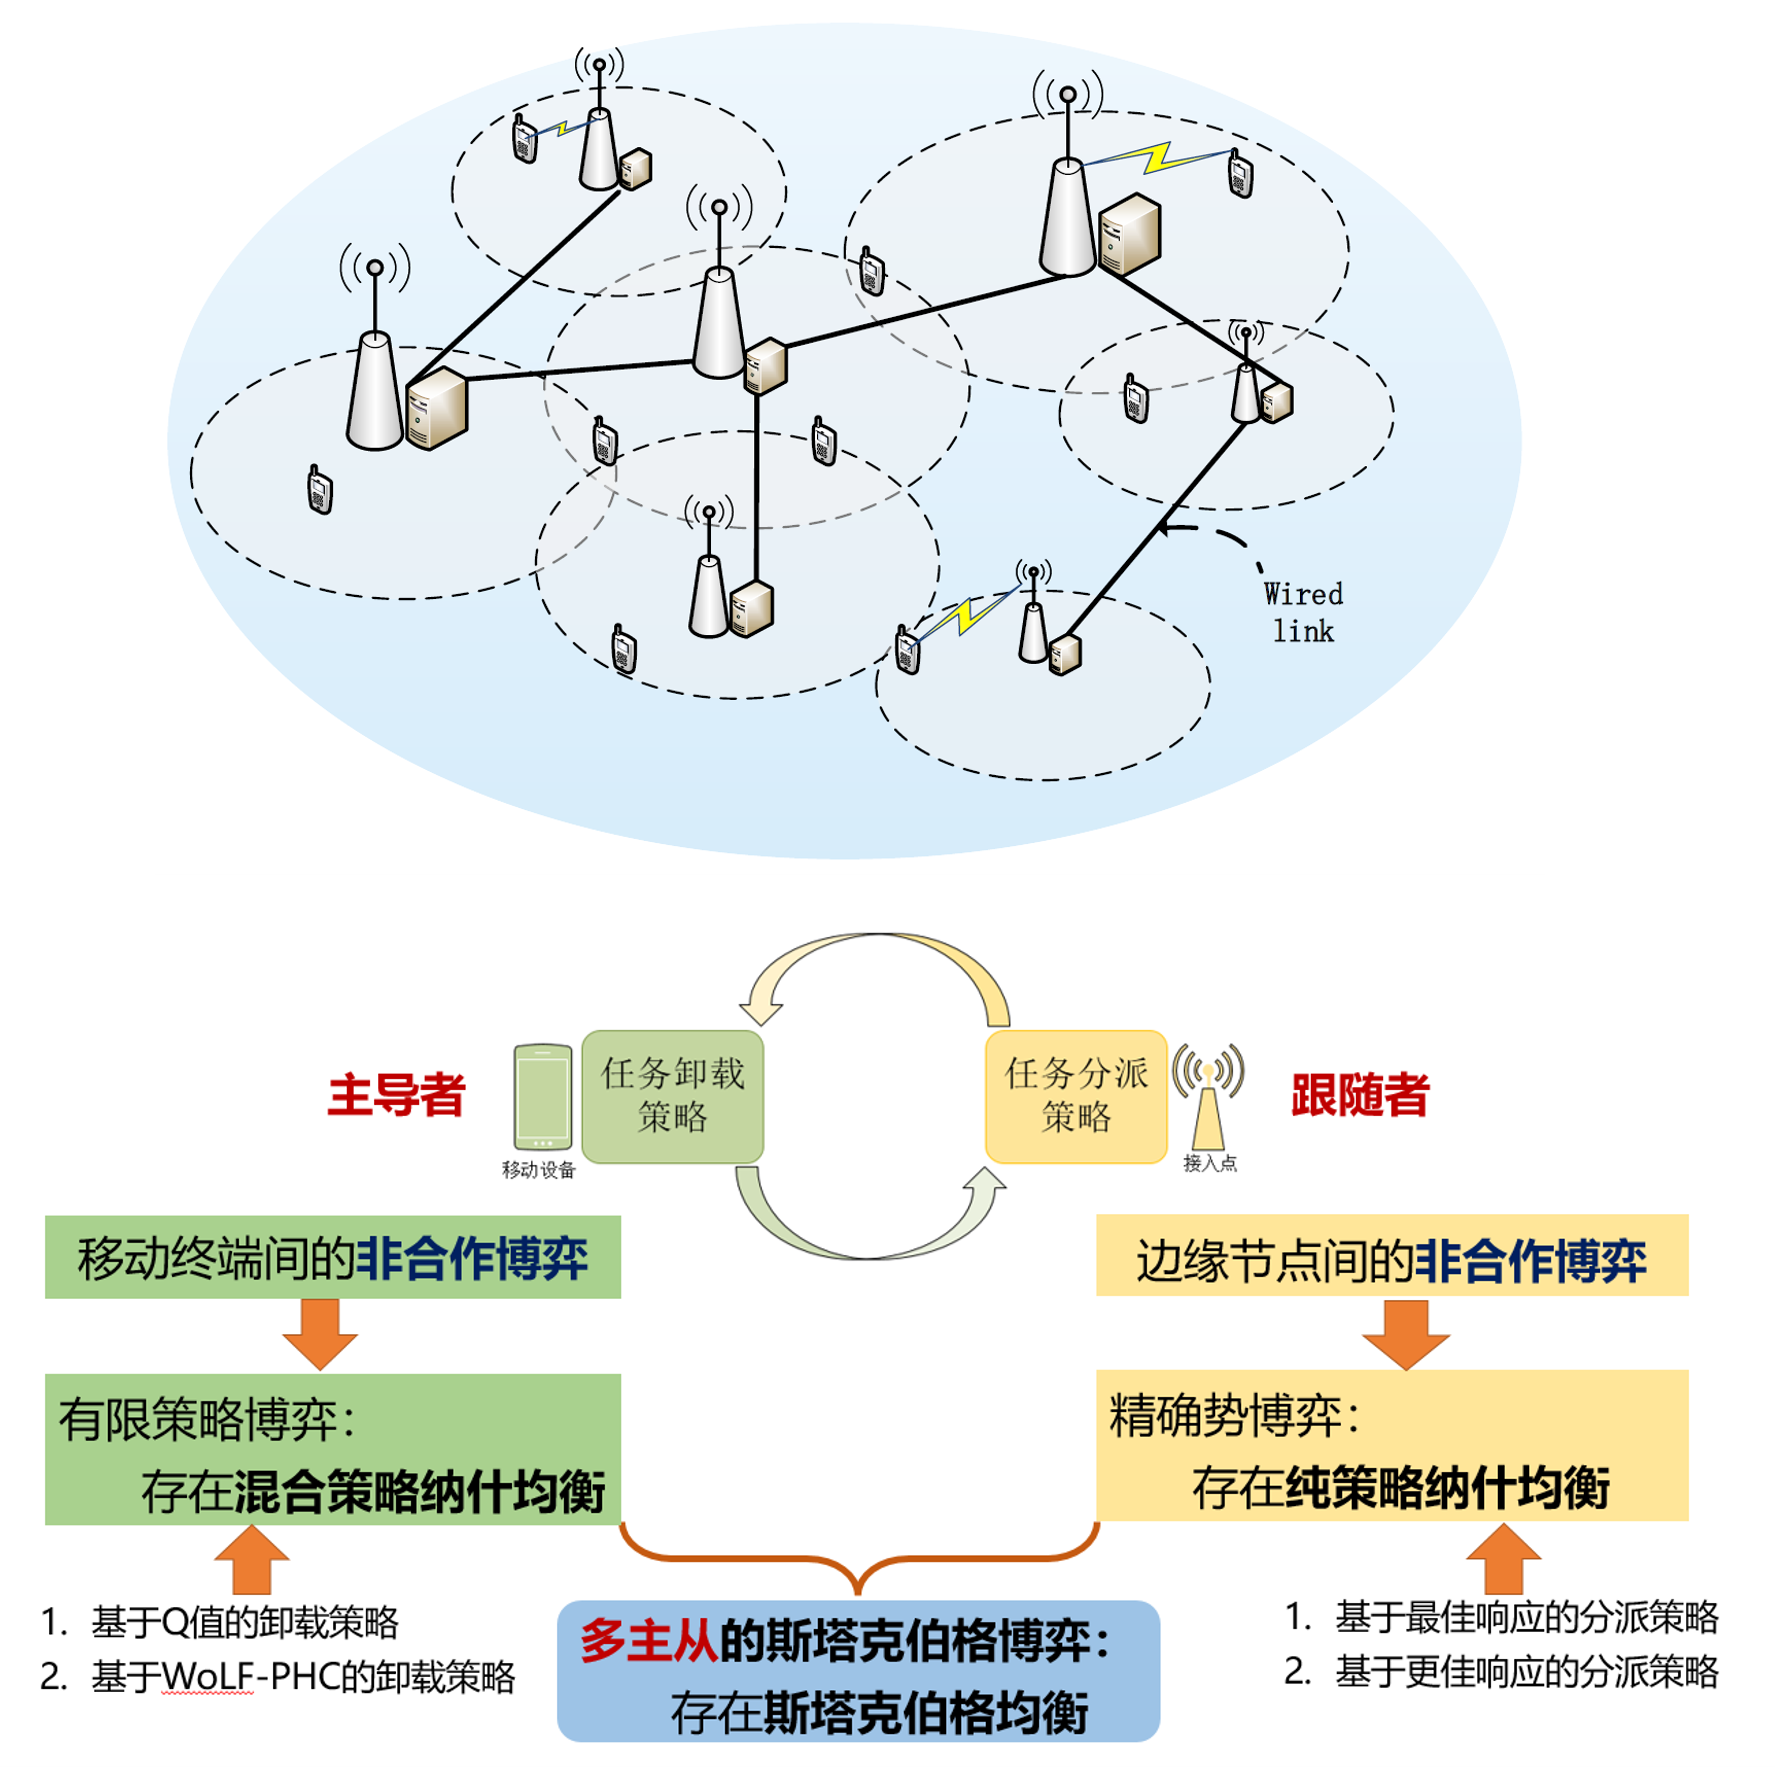 Wired
link
主导者
任务卸载
策略
移动设备
任务分派
策略
接入点
跟随者
移动终端间的非合作博弈
边缘节点间的非合作博弈
有限策略博弈：
存在混合策略纳什均衡
精确势博弈：
存在纯策略纳什均衡
1. 基于Q值的卸载策略
2. 基于WoLF-PHC的卸载策略
多主从的斯塔克伯格博弈：
存在斯塔克伯格均衡
1. 基于最佳响应的分派策略
2. 基于更佳响应的分派策略